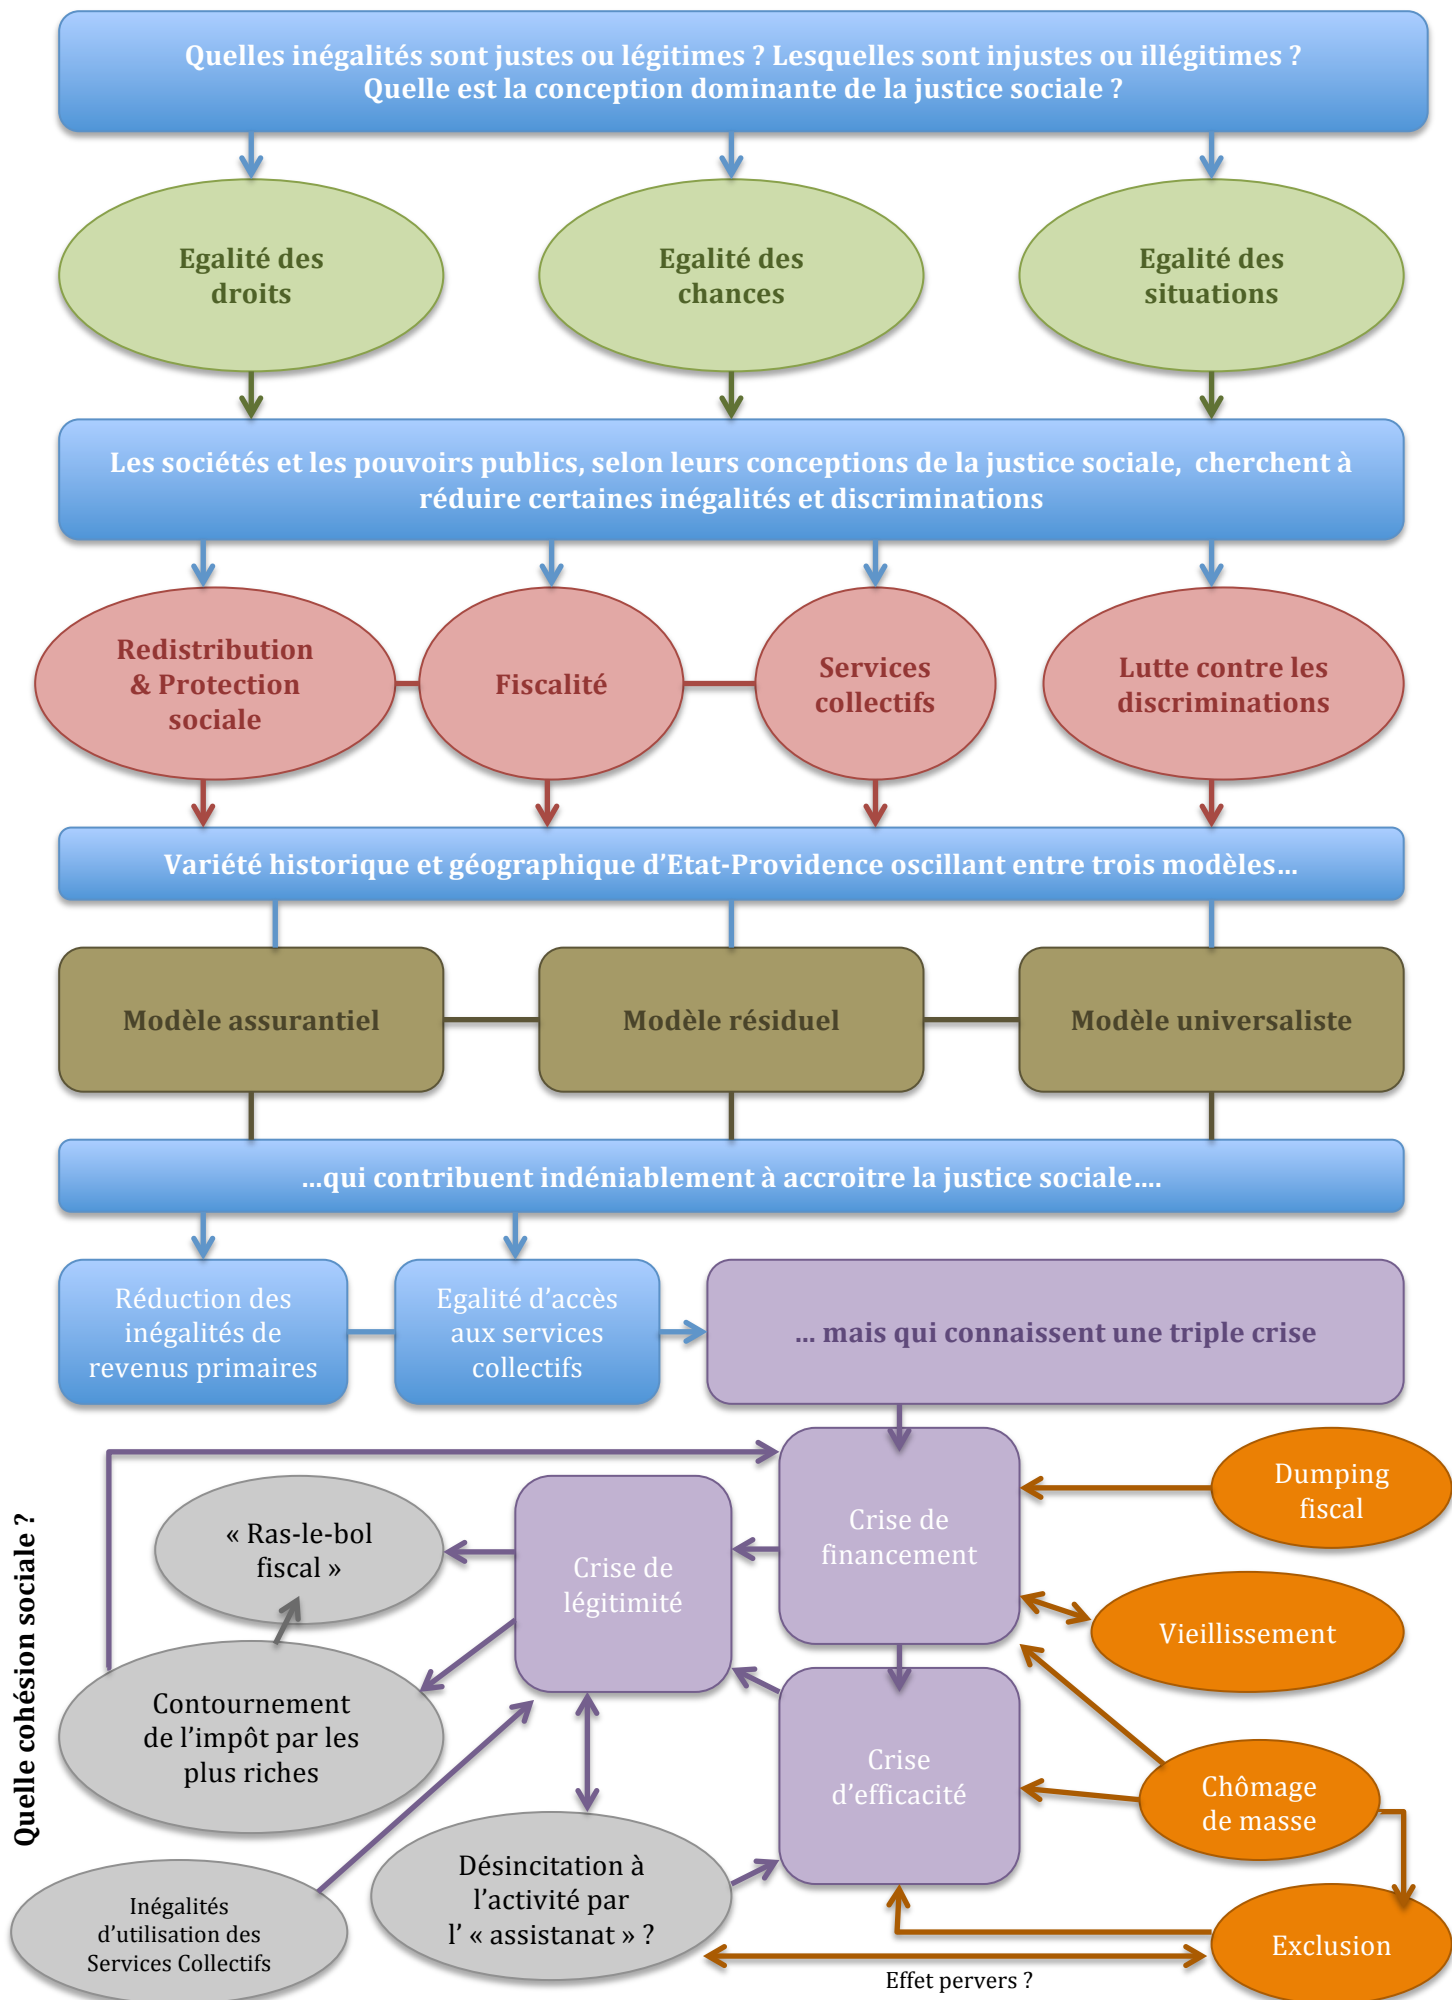 Quelles inégalités sont justes ou légitimes ? Lesquelles sont injustes ou illégitimes ?
Quelle est la conception dominante de la justice sociale ?
Egalité des
droits
Egalité des
chances
Egalité des
situations
Les sociétés et les pouvoirs publics, selon leurs conceptions de la justice sociale, cherchent à
réduire certaines inégalités et discriminations
Redistribution
& Protection
sociale
Fiscalité
Services
collectifs
Lutte contre les
discriminations
Variété historique et géographique d’Etat-Providence oscillant entre trois modèles…
Modèle assurantiel
Modèle résiduel
Modèle universaliste
…qui contribuent indéniablement à accroitre la justice sociale….
Réduction des
inégalités de
revenus primaires
Egalité d’accès
aux services
collectifs
… mais qui connaissent une triple crise
Quelle cohésion sociale ?
« Ras-le-bol
fiscal »
Crise de
légitimité
Crise de
financement
Dumping
fiscal
Vieillissement
Contournement
de l’impôt par les
plus riches
Crise
d’efficacité
Chômage
de masse
Inégalités
d’utilisation des
Services Collectifs
Désincitation à
l’activité par
l’ « assistanat » ?
Exclusion
Effet pervers ?